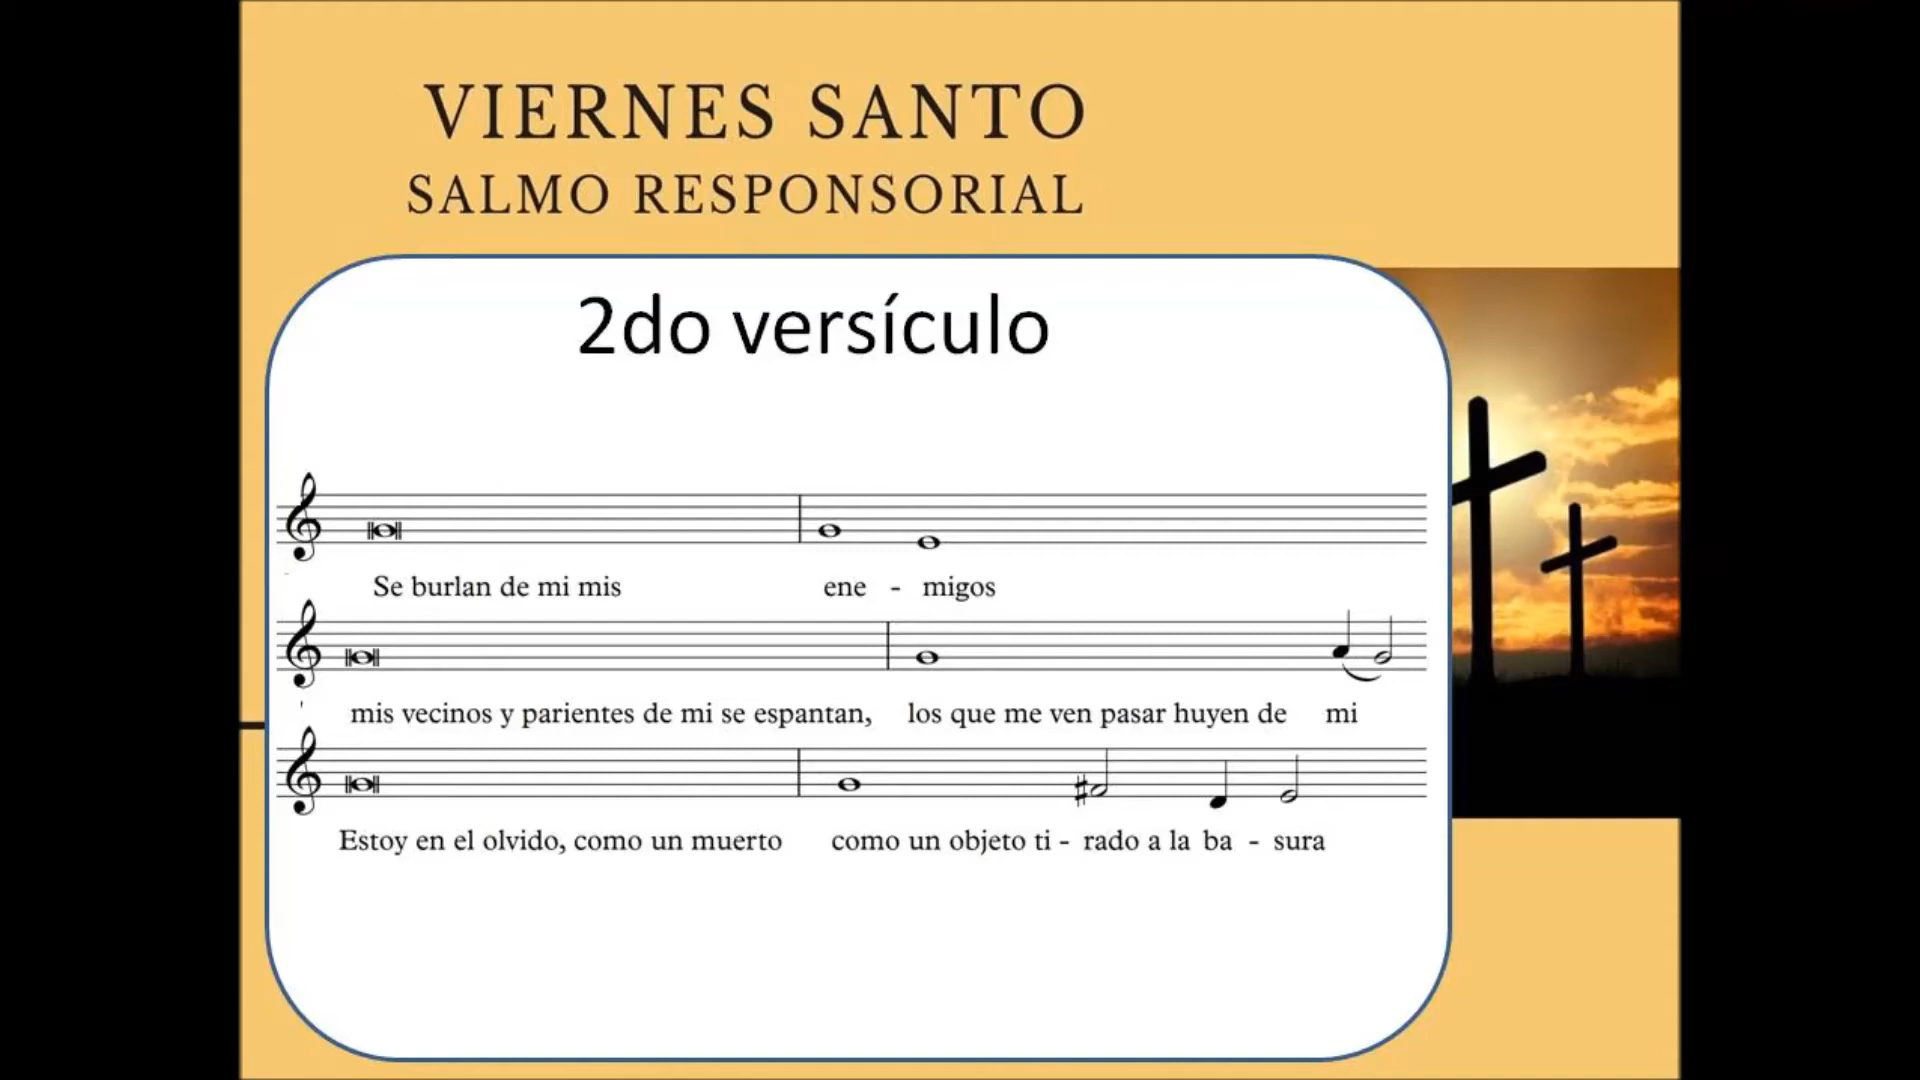 VIERNES SANTO
SALMO RESPONSORIAL
2do versículo
Se burlan de mi mis ene - migos
mis vecinos y parientes de mi se espantan, los que me ven pasar huyen de mi
Estoy en el olvido, como un muerto como un objeto ti - rado a la ba - sura